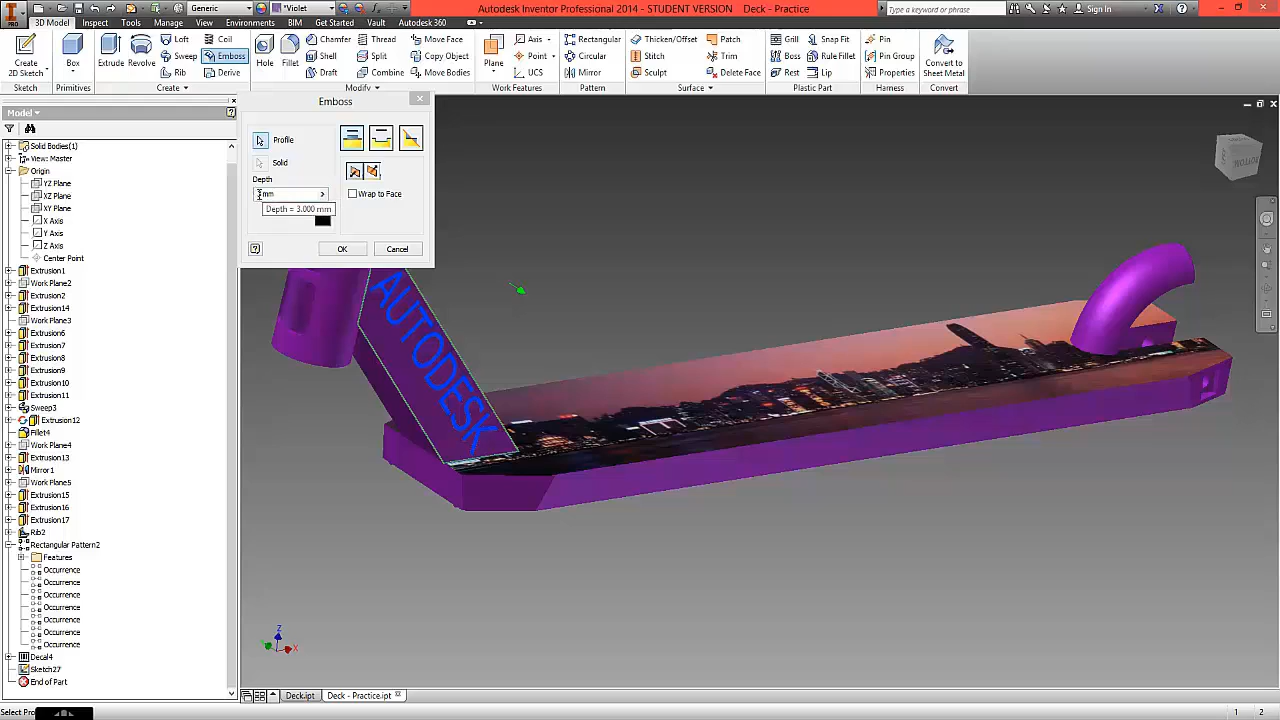 Generic
*Violet
Autodesk Inventor Professional 2014 - STUDENT VERSION Deck - Practice
Type a keyword or phrase
Sign In
PRO
3D Model
Sketch
Inspect
Tools
Manage
View
Environments
BIM
Get Started
Vault
Autodesk 360
Create
2D Sketch
Box
Extrude
Revolve
Loft
Sweep
Rib
Coil
Emboss
Derive
Hole
Fillet
Chamfer
Shell
Draft
Thread
Split
Combine
Move Face
Copy Object
Move Bodies
Plane
Axis
Point
UCS
Rectangular
Circular
Mirror
Thicken/Offset
Stitch
Sculpt
Patch
Trim
Delete Face
Grill
Boss
Rest
Snap Fit
Rule Fillet
Lip
Pin
Pin Group
Properties
Convert to
Sheet Metal
Sketch
Primitives
Create
Modify
Work Features
Pattern
Surface
Plastic Part
Harness
Convert
Model
Solid Bodies(1)
View: Master
Origin
YZ Plane
XZ Plane
XY Plane
X Axis
Y Axis
Z Axis
Center Point
Extrusion1
Work Plane2
Extrusion2
Extrusion14
Work Plane3
Extrusion6
Extrusion7
Extrusion8
Extrusion9
Extrusion10
Extrusion11
Sweep3
Extrusion12
Fillet4
Work Plane4
Extrusion13
Mirror1
Work Plane5
Extrusion15
Extrusion16
Extrusion17
Rib2
Rectangular Pattern2
Features
Occurrence
Occurrence
Occurrence
Occurrence
Occurrence
Occurrence
Occurrence
Decal4
Sketch27
End of Part
Emboss
Profile
Solid
Depth
mm
Depth = 3.000 mm
Wrap to Face
OK
Cancel
AUTODESK
Z
X
Deck.ipt
Deck - Practice.ipt
Select Pro
1
2